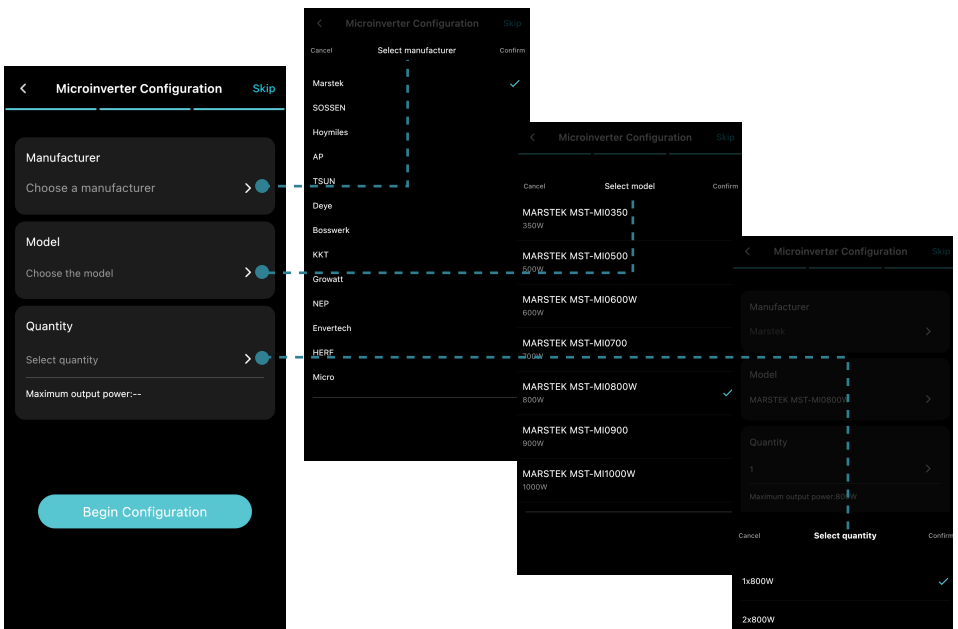 Microinverter Configuration Skip
Manufacturer
Choose a manufacturer
Model
Choose the model
Quantity
Select quantity
Maximum output power:--
Begin Configuration
Microinverter Configuration Skip
Cancel Select manufacturer Confirm
Marstek
SOSSEN
Hoymiles
AP
TSUN
Deye
Bosswerk
KKT
Growatt
NEP
Envertech
HERF
Micro
Microinverter Configuration Skip
Cancel Select model Confirm
MARSTEK MST-MI0350
350W
MARSTEK MST-MI0500
500W
MARSTEK MST-MI0600W
600W
MARSTEK MST-MI0700
700W
MARSTEK MST-MI0800W
800W
MARSTEK MST-MI0900
900W
MARSTEK MST-MI1000W
1000W
Microinverter Configuration Skip
Manufacturer
Marstek
Model
MARSTEK MST-MI0800W
Quantity
1
Maximum output power:800W
Cancel Select quantity Confirm
1x800W
2x800W